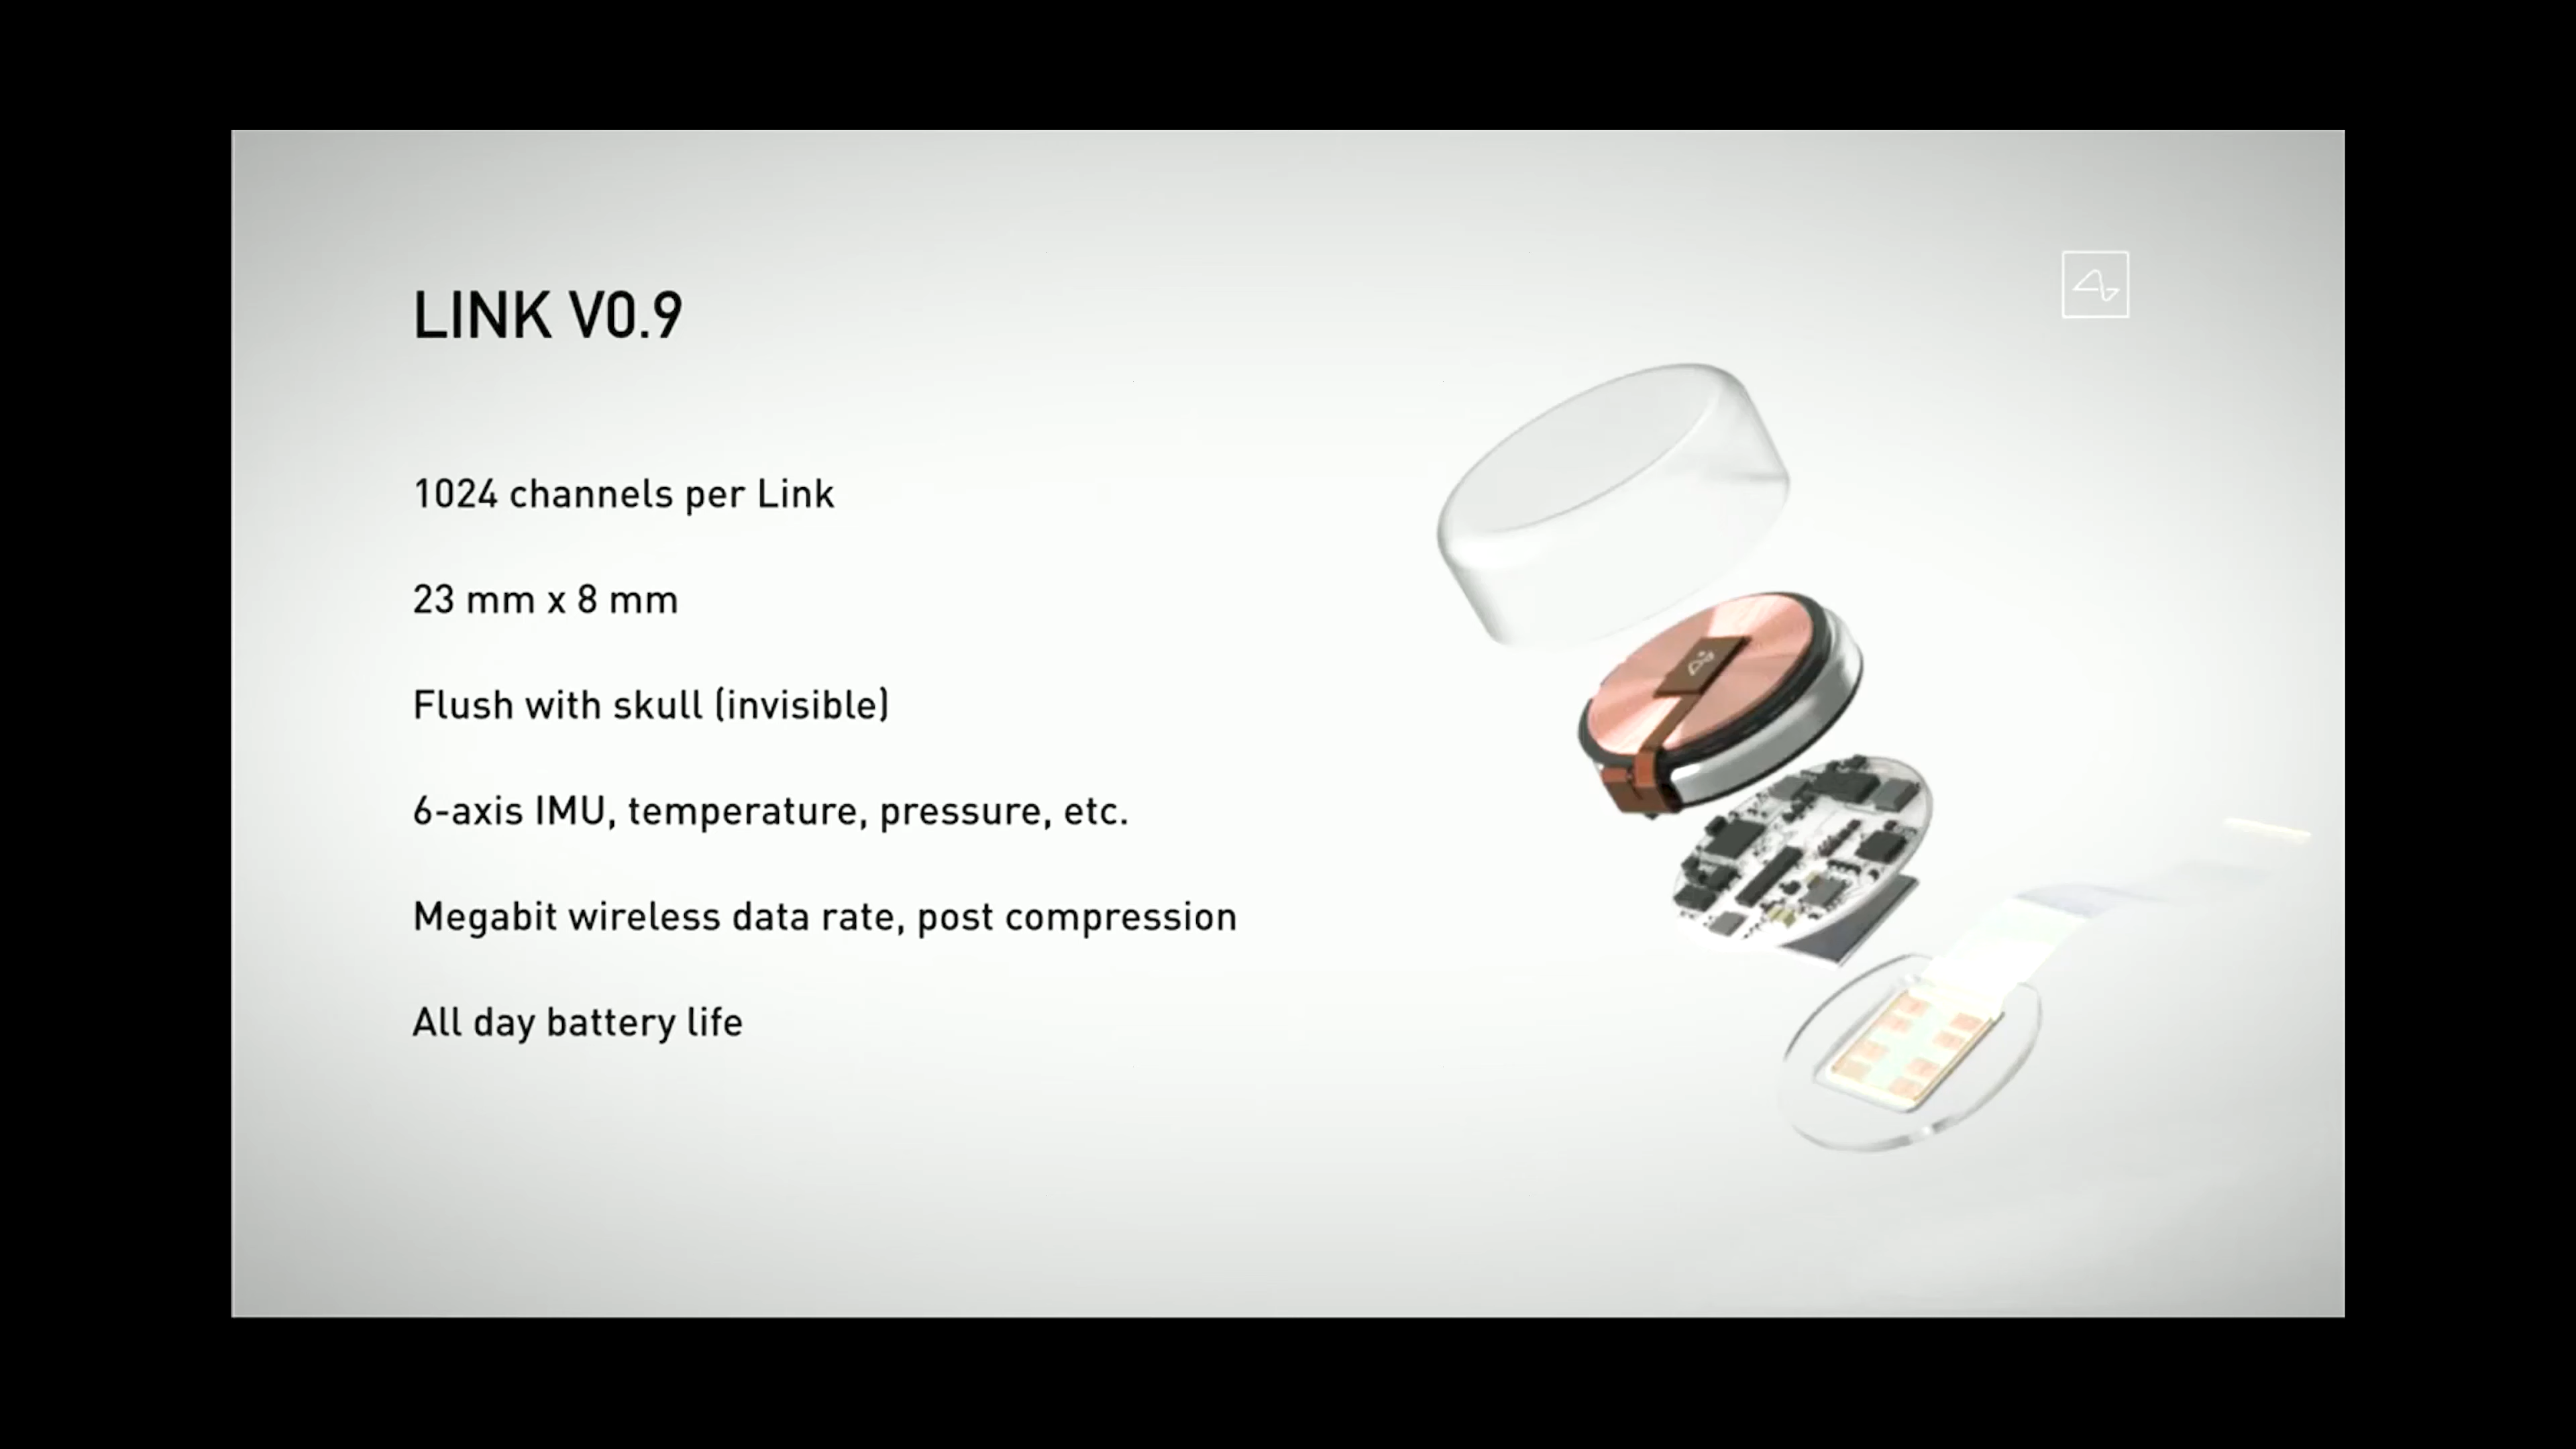 LINK V0.9
1024 channels per Link
23 mm x 8 mm
Flush with skull (invisible)
6-axis IMU, temperature, pressure, etc.
Megabit wireless data rate, post compression
All day battery life